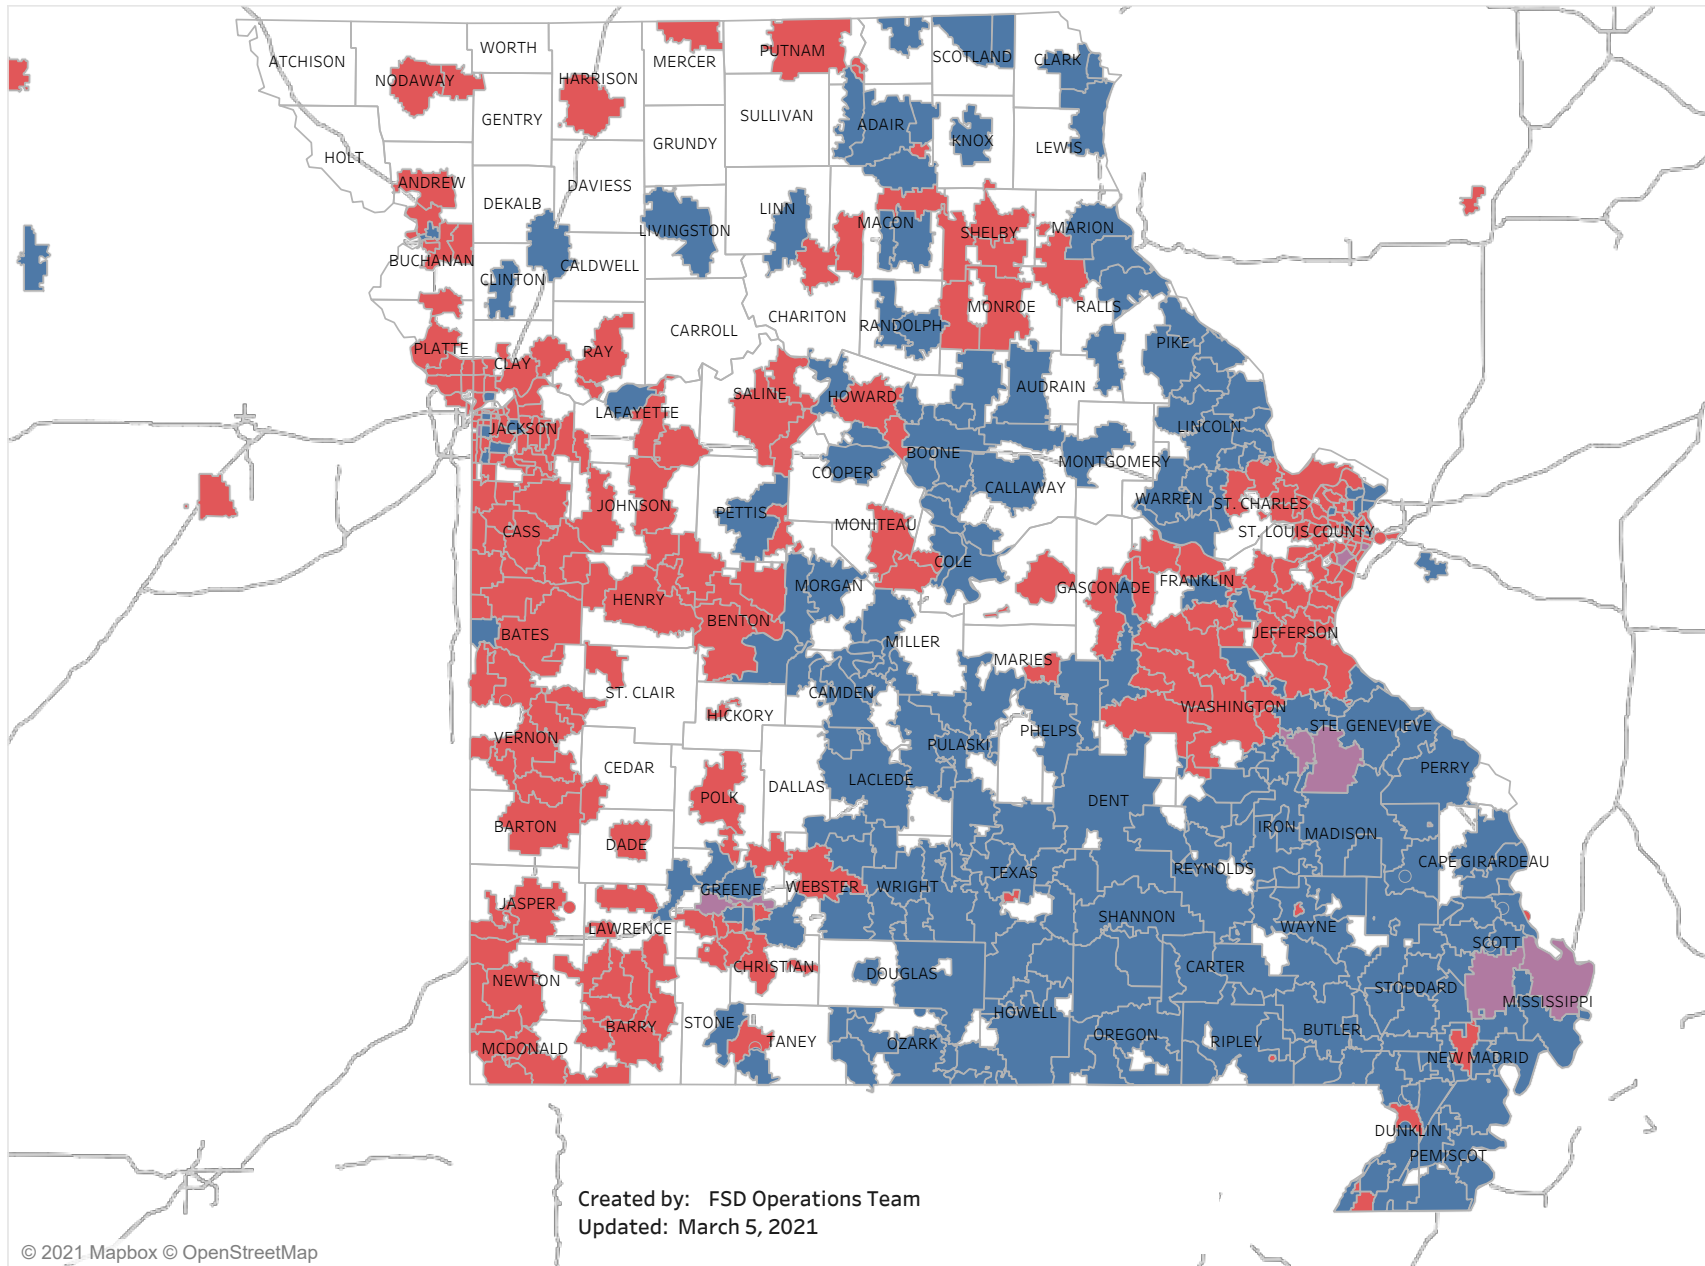 ATCHISON
WORTH
NODAWAY
HARRISON
MERCER
PUTNAM
SCOTLAND
CLARK
GENTRY
SULLIVAN
ADAIR
KNOX
LEWIS
HOLT
GRUNDY
ANDREW
DEKALB
DAVIESS
LINN
LIVINGSTON
MACON
SHELBY
MARION
BUCHANAN
CLINTON
CALDWELL
CHARITON
RANDOLPH
MONROE
RALLS
CARROLL
PLATTE
CLAY
RAY
PIKE
SALINE
HOWARD
AUDRAIN
LAFAYETTE
JACKSON
LINCOLN
COOPER
BOONE
MONTGOMERY
CALLAWAY
WARREN
ST. CHARLES
JOHNSON
PETTIS
MONITEAU
ST. LOUIS COUNTY
CASS
COLE
MORGAN
GASCONADE
FRANKLIN
HENRY
BENTON
BATES
MILLER
JEFFERSON
MARIES
ST. CLAIR
CAMDEN
HICKORY
WASHINGTON
STE. GENEVIEVE
VERNON
PULASKI
PHELPS
CEDAR
DALLAS
LACLEDE
PERRY
POLK
DENT
BARTON
DADE
IRON
MADISON
CAPE GIRARDEAU
GREENE
WEBSTER
WRIGHT
TEXAS
REYNOLDS
JASPER
LAWRENCE
SHANNON
WAYNE
SCOTT
CHRISTIAN
DOUGLAS
CARTER
NEWTON
STODDARD
MISSISSIPPI
BARRY
STONE
TANEY
HOWELL
OZARK
OREGON
RIPLEY
BUTLER
MCDONALD
NEW MADRID
DUNKLIN
PEMISCOT
Created by: FSD Operations Team
Updated: March 5, 2021
© 2021 Mapbox © OpenStreetMap